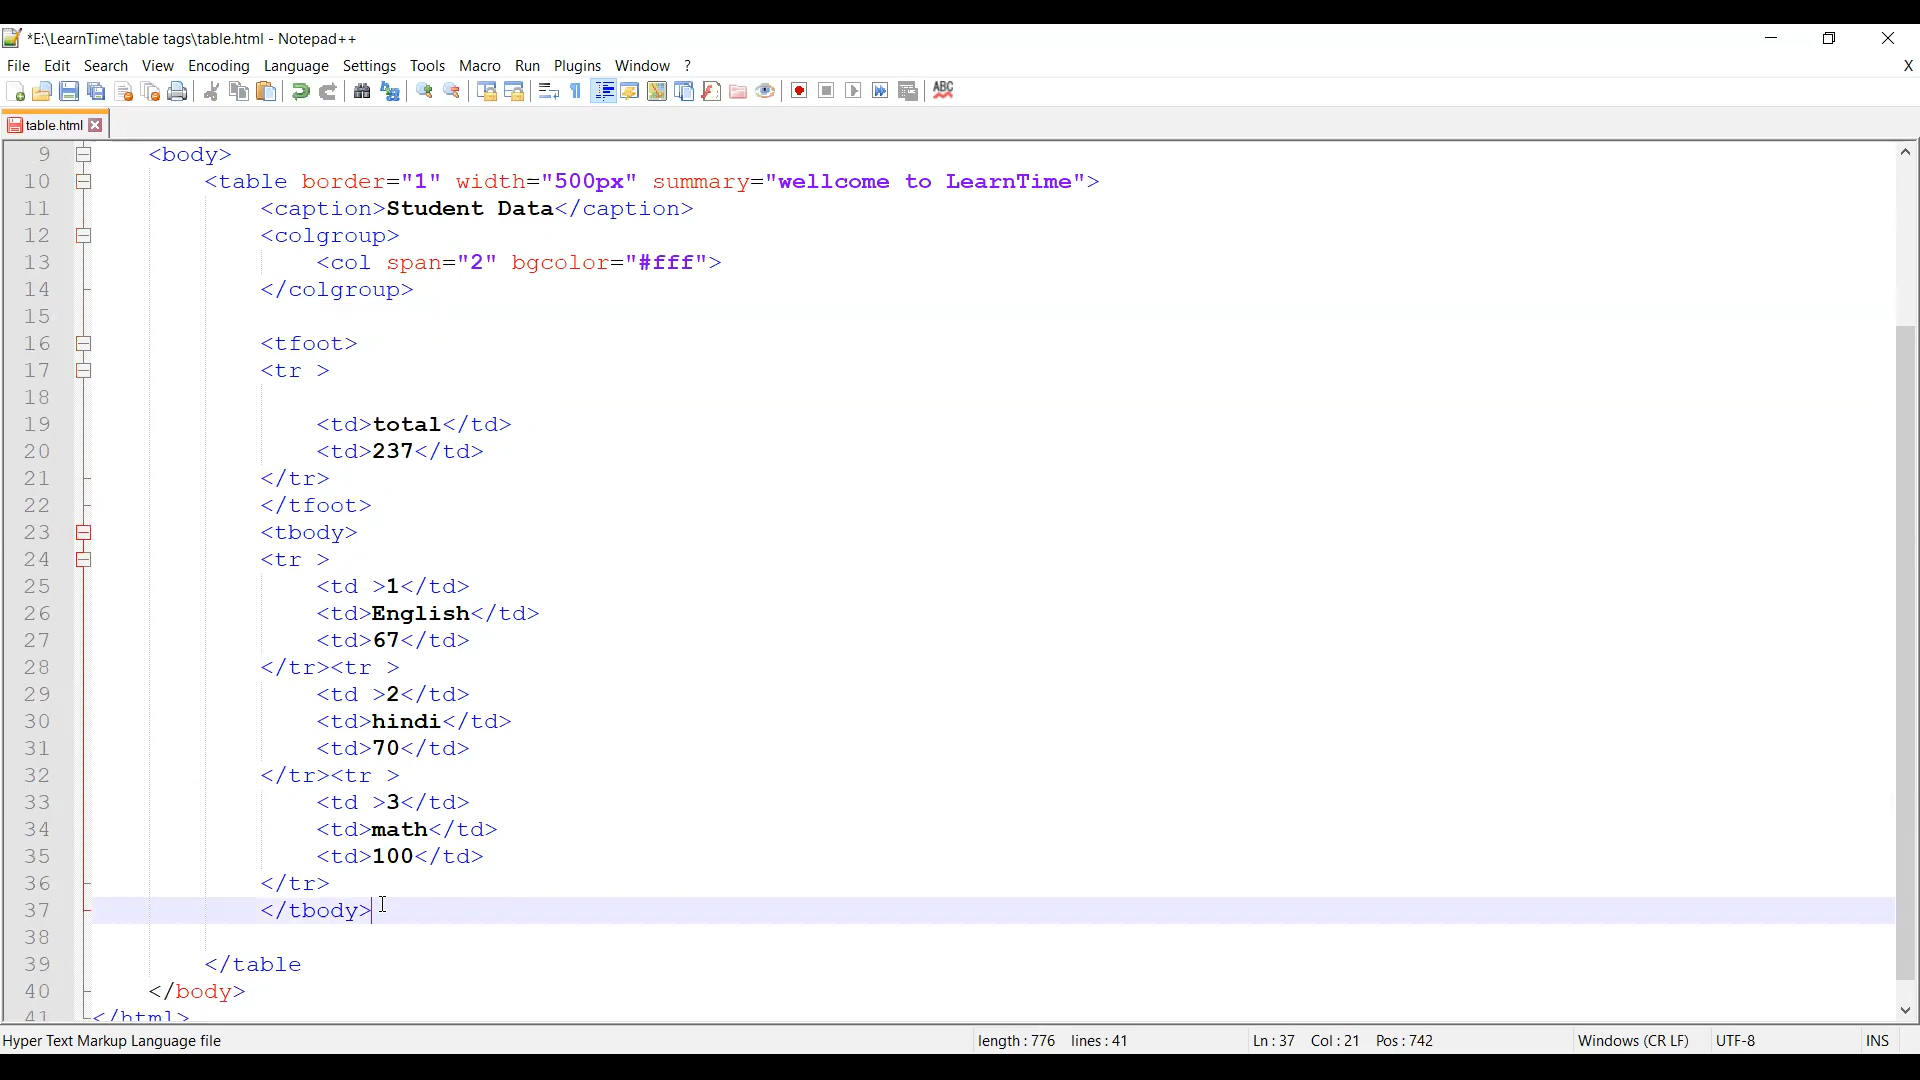 *E:\LearnTime\table tags\table.html - Notepad++
File Edit Search View Encoding Language Settings Tools Macro Run Plugins Window ? X
ABC
table.html
9 <body>
10 <table border="1" width="500px" summary="wellcome to LearnTime">
11 <caption>Student Data</caption>
12 <colgroup>
13 <col span="2" bgcolor="#fff">
14 </colgroup>
15
16 <tfoot>
17 <tr >
18
19 <td>total</td>
20 <td>237</td>
21 </tr>
22 </tfoot>
23 <tbody>
24 <tr >
25 <td >1</td>
26 <td>English</td>
27 <td>67</td>
28 </tr><tr >
29 <td >2</td>
30 <td>hindi</td>
31 <td>70</td>
32 </tr><tr >
33 <td >3</td>
34 <td>math</td>
35 <td>100</td>
36 </tr>
37 </tbody>
38
39 </table
40 </body>
41 </html>
Hyper Text Markup Language file length : 776 lines : 41 Ln : 37 Col : 21 Pos : 742 Windows (CR LF) UTF-8 INS